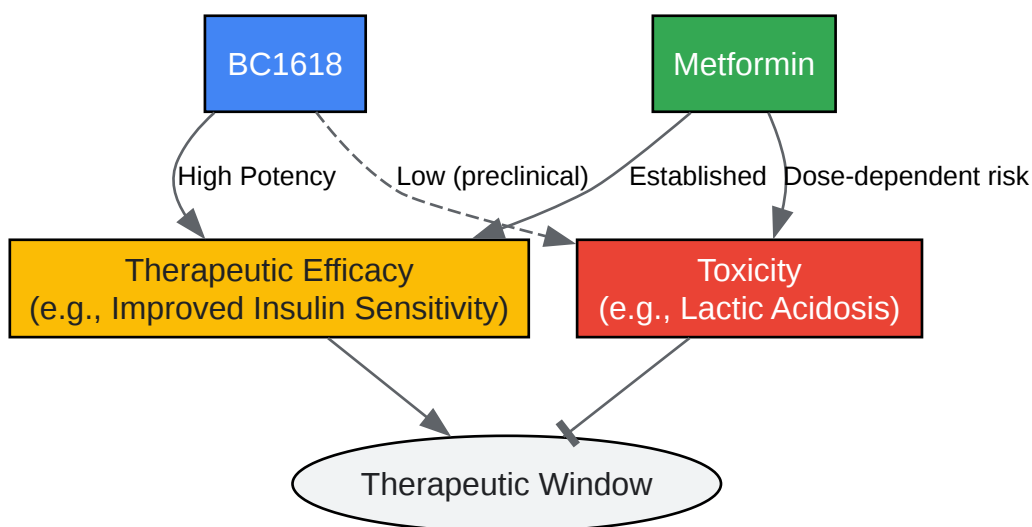 BC1618
Metformin
High Potency
Low (preclinical)
Established
Dose-dependent risk
Therapeutic Efficacy
(e.g., Improved Insulin Sensitivity)
Toxicity
(e.g., Lactic Acidosis)
Therapeutic Window